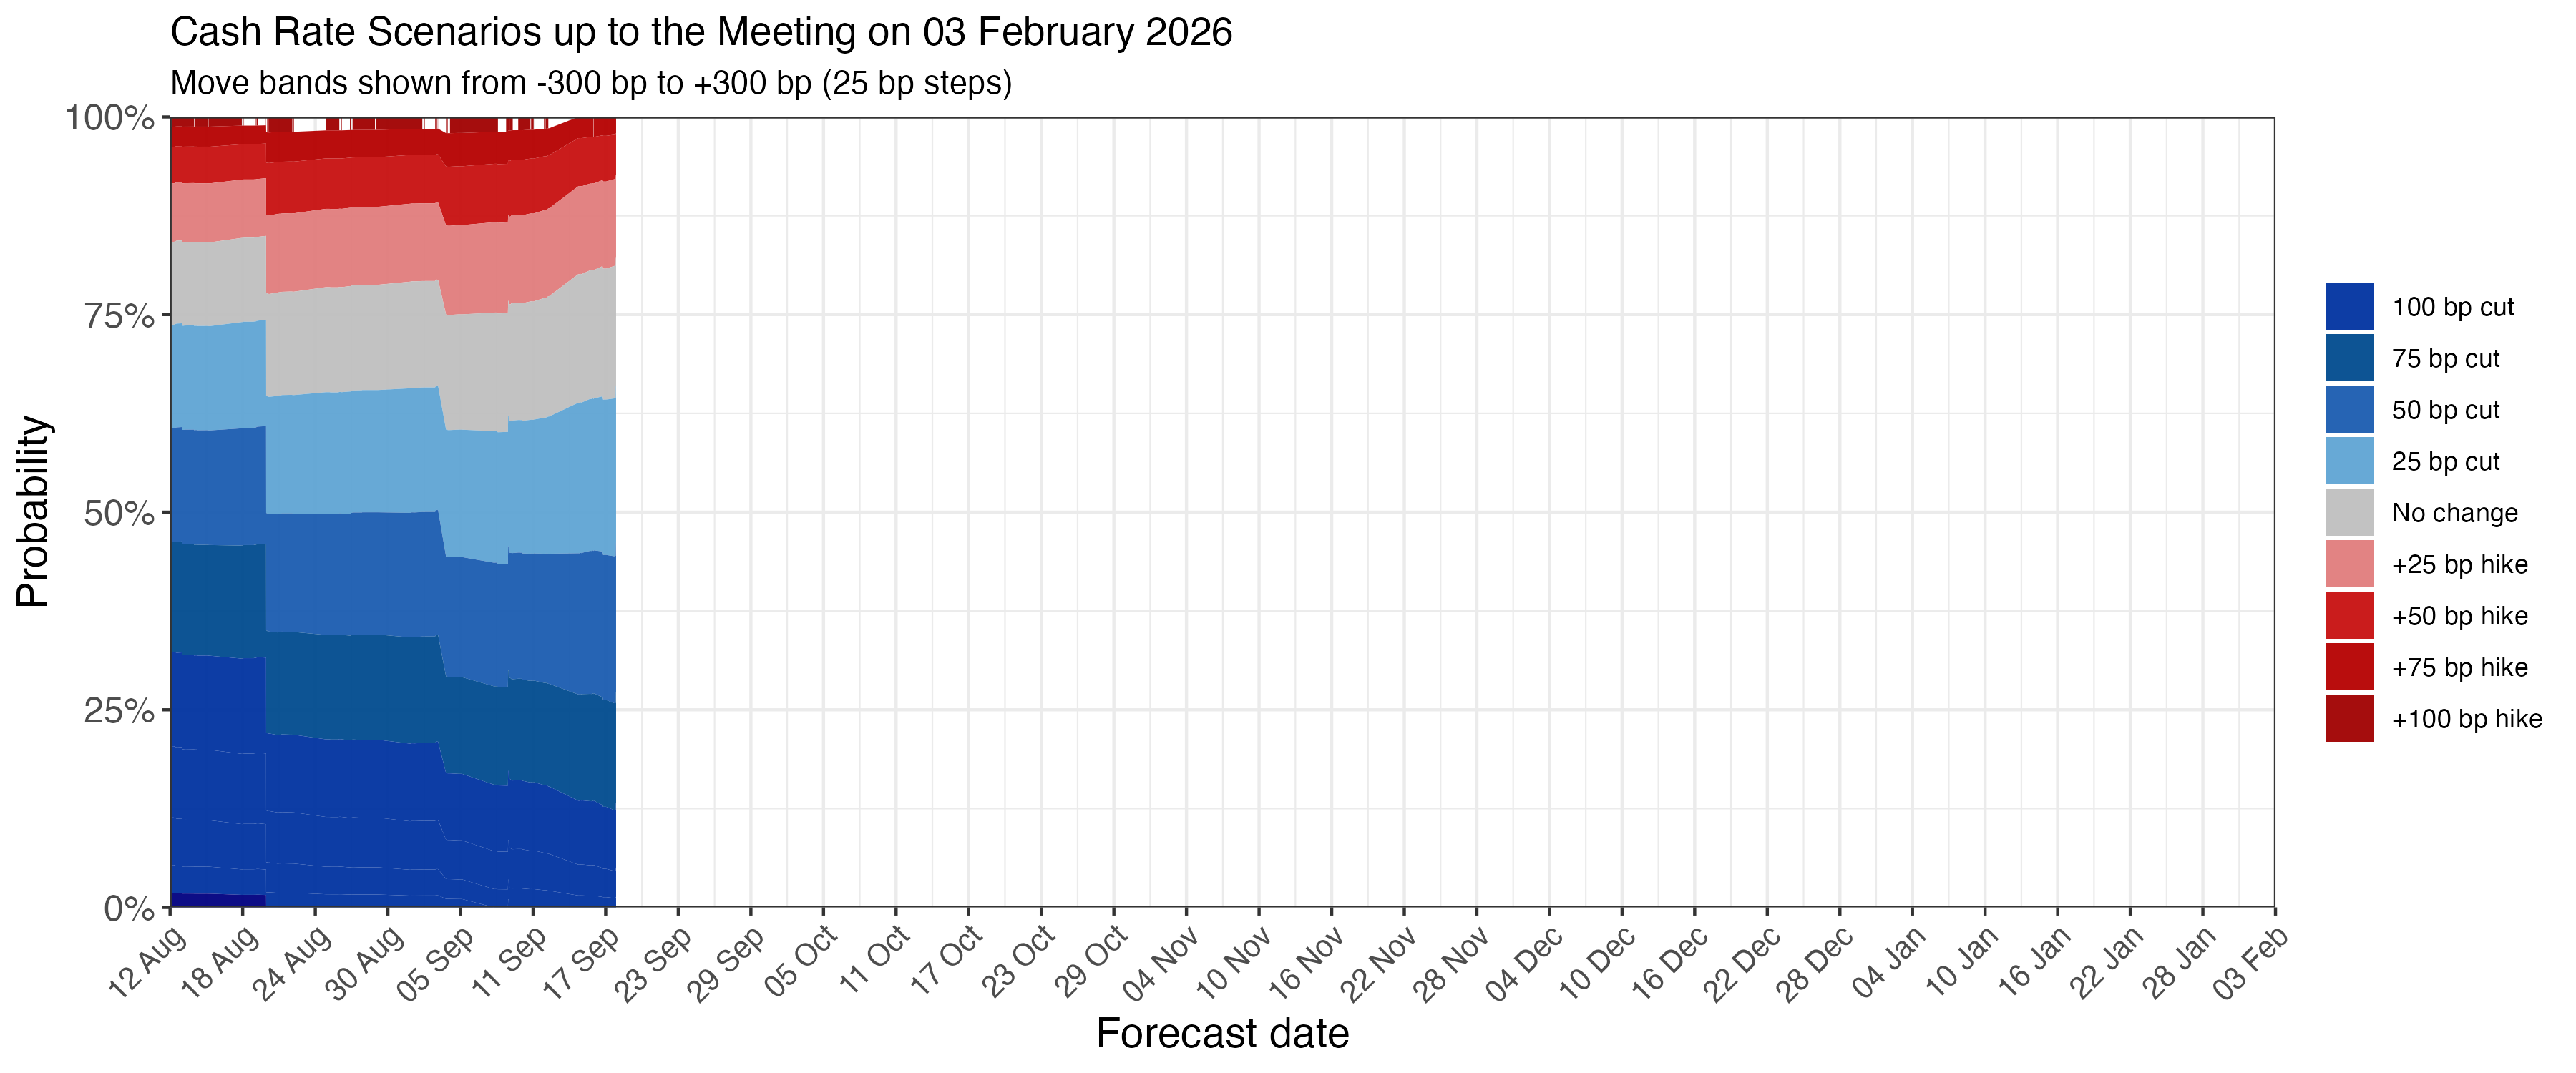 Cash Rate Scenarios up to the Meeting on 03 February 2026
Move bands shown from -300 bp to +300 bp (25 bp steps)
Probability
100%
75%
50%
25%
0%
12 Aug
18 Aug
24 Aug
30 Aug
05 Sep
11 Sep
17 Sep
23 Sep
29 Sep
05 Oct
11 Oct
17 Oct
23 Oct
29 Oct
04 Nov
10 Nov
16 Nov
22 Nov
28 Nov
04 Dec
10 Dec
16 Dec
22 Dec
28 Dec
04 Jan
10 Jan
16 Jan
22 Jan
28 Jan
03 Feb
Forecast date
100 bp cut
75 bp cut
50 bp cut
25 bp cut
No change
+25 bp hike
+50 bp hike
+75 bp hike
+100 bp hike